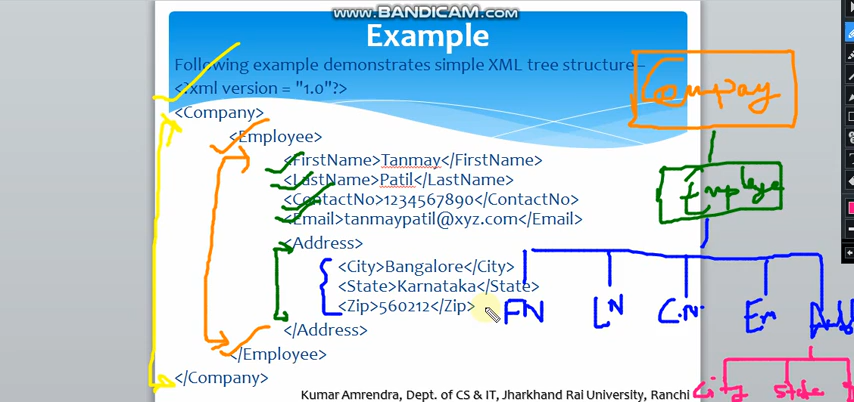 www.BANDICAM.com
Example
Following example demonstrates simple XML tree structure–
<?xml version = "1.0"?>
<Company>
<Employee>
<FirstName>Tanmay</FirstName>
<LastName>Patil</LastName>
<ContactNo>1234567890</ContactNo>
<Email>tanmaypatil@xyz.com</Email>
<Address>
<City>Bangalore</City>
<State>Karnataka</State>
<Zip>560212</Zip>
</Address>
</Employee>
</Company>
Kumar Amrendra, Dept. of CS & IT, Jharkhand Rai University, Ranchi
Compay
Employe
FN LN C.N. Em Add
City State